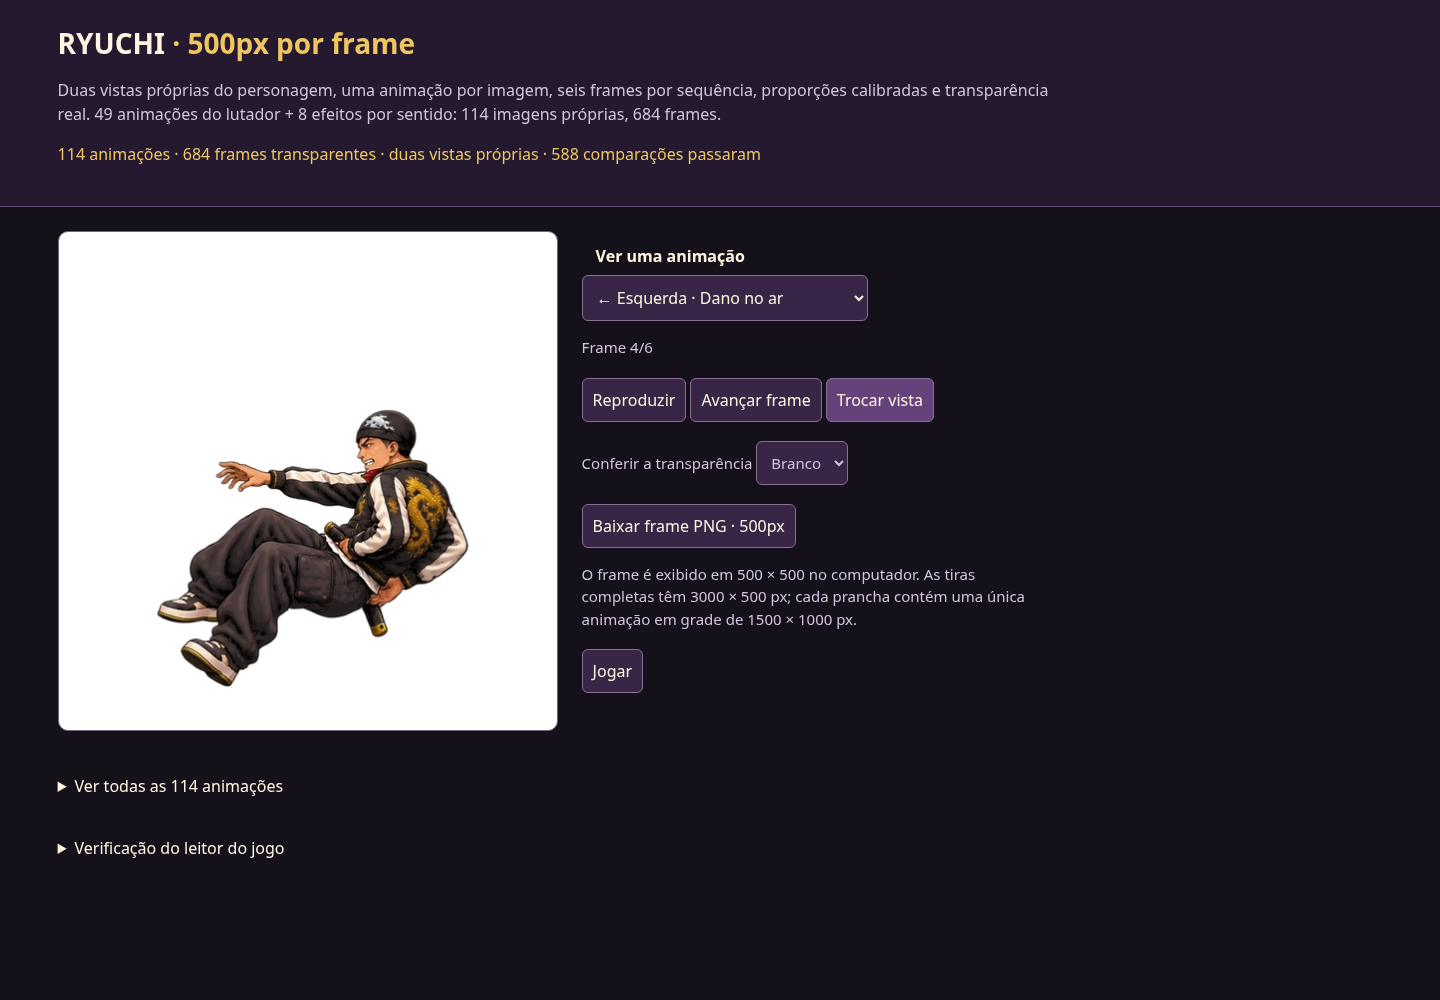 RYUCHI · 500px por frame
Duas vistas próprias do personagem, uma animação por imagem, seis frames por sequência, proporções calibradas e transparência
real. 49 animações do lutador + 8 efeitos por sentido: 114 imagens próprias, 684 frames.
114 animações · 684 frames transparentes · duas vistas próprias · 588 comparações passaram
Ver uma animação
← Esquerda · Dano no ar
Frame 4/6
Reproduzir Avançar frame Trocar vista
Conferir a transparência Branco
Baixar frame PNG · 500px
O frame é exibido em 500 × 500 no computador. As tiras
completas têm 3000 × 500 px; cada prancha contém uma única
animação em grade de 1500 × 1000 px.
Jogar
▶ Ver todas as 114 animações
▶ Verificação do leitor do jogo